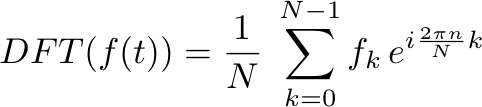 DFT(f(t)) = \frac{1}{N} \sum_{k=0}^{N-1} f_k e^{i \frac{2\pi n}{N} k}